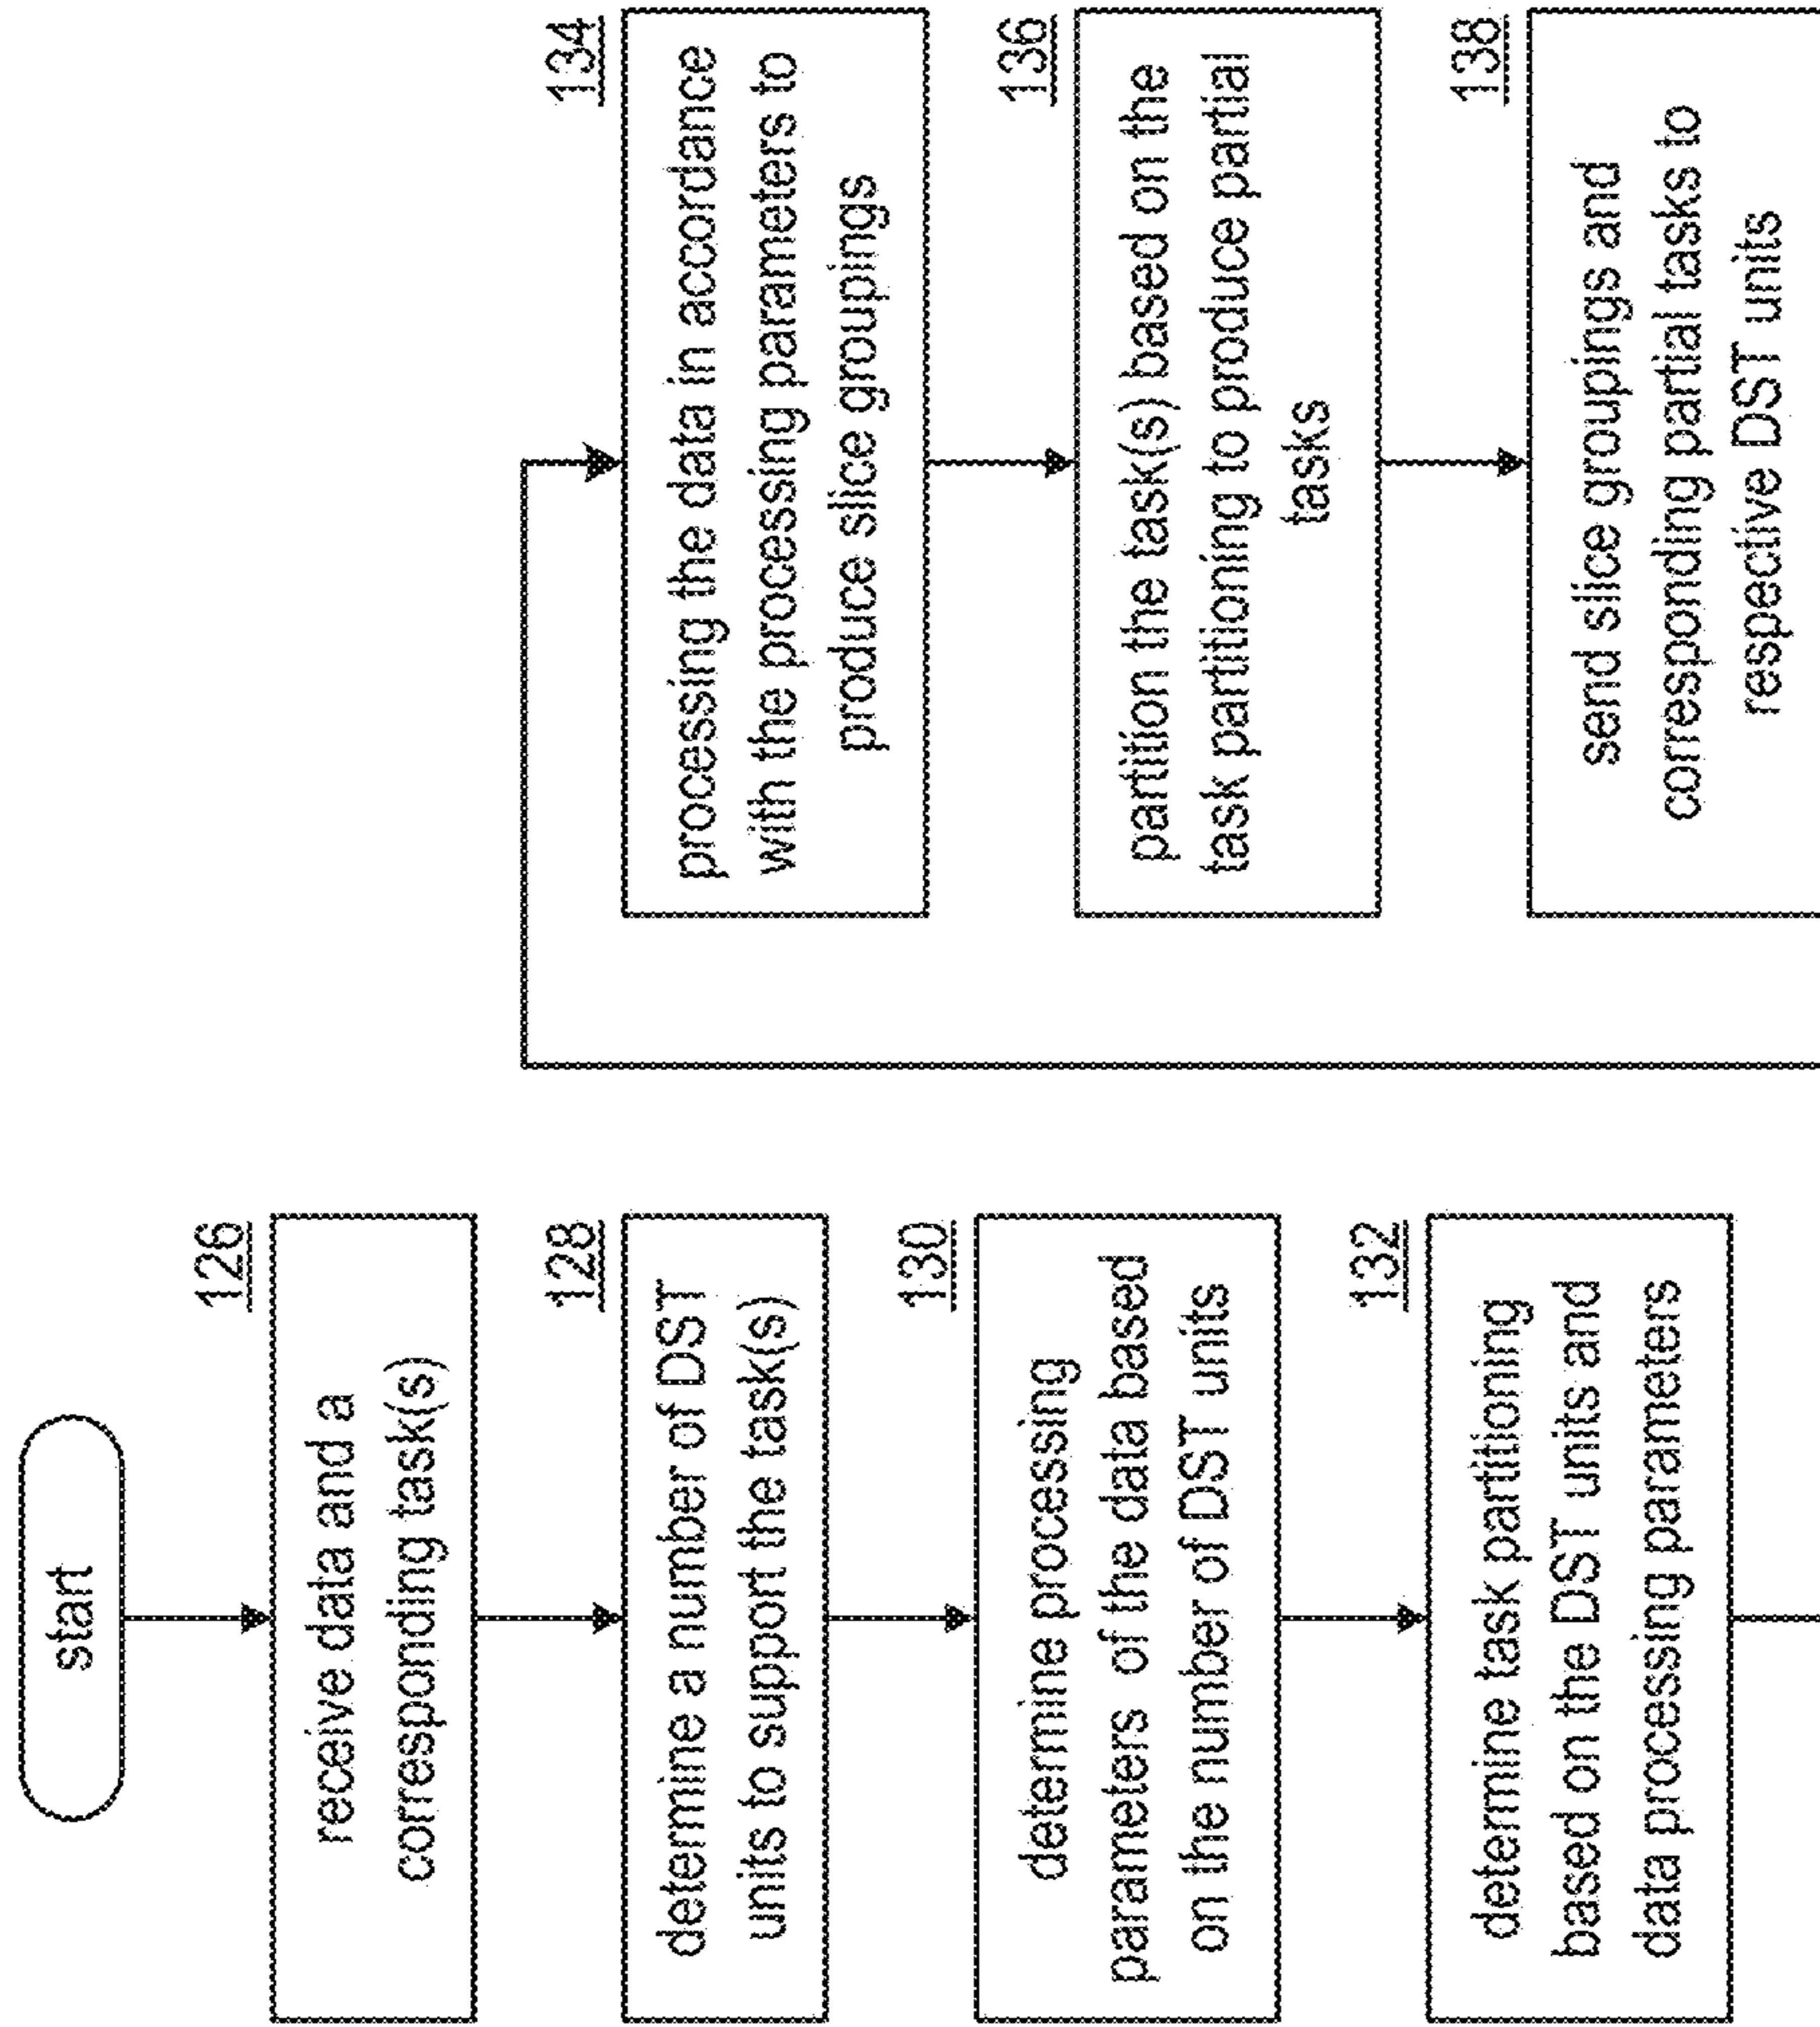 start
126
receive data and a
corresponding task(s)
128
determine a number of DST
units to support the task(s)
130
determine processing
parameters of the data based
on the number of DST units
132
determine task partitioning
based on the DST units and
data processing parameters
134
processing the data in accordance
with the processing parameters to
produce slice groupings
136
partition the task(s) based on the
task partitioning to produce partial
tasks
138
send slice groupings and
corresponding partial tasks to
respective DST units